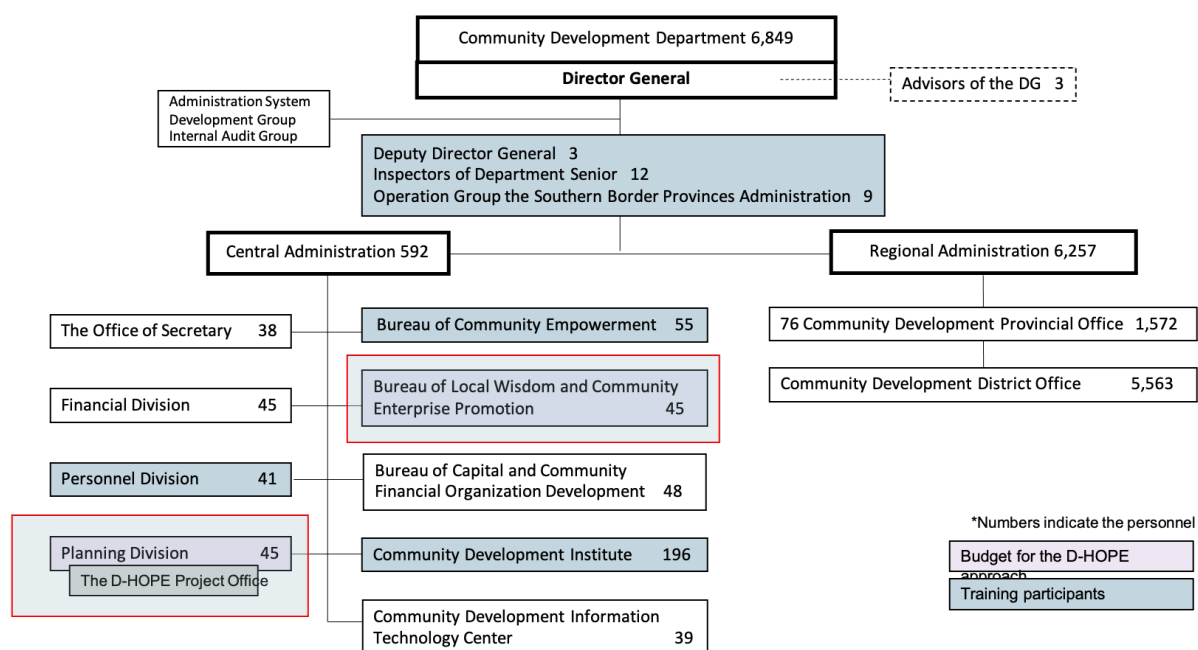 Community Development Department 6,849
Director General
Advisors of the DG 3
Administration System
Development Group
Internal Audit Group
Deputy Director General 3
Inspectors of Department Senior 12
Operation Group the Southern Border Provinces Administration 9
Central Administration 592
Regional Administration 6,257
The Office of Secretary 38
Bureau of Community Empowerment 55
76 Community Development Provincial Office 1,572
Financial Division 45
Bureau of Local Wisdom and Community
Enterprise Promotion 45
Community Development District Office 5,563
Personnel Division 41
Bureau of Capital and Community
Financial Organization Development 48
Planning Division 45
The D-HOPE Project Office
Community Development Institute 196
Community Development Information
Technology Center 39
*Numbers indicate the personnel
Budget for the D-HOPE
approach
Training participants